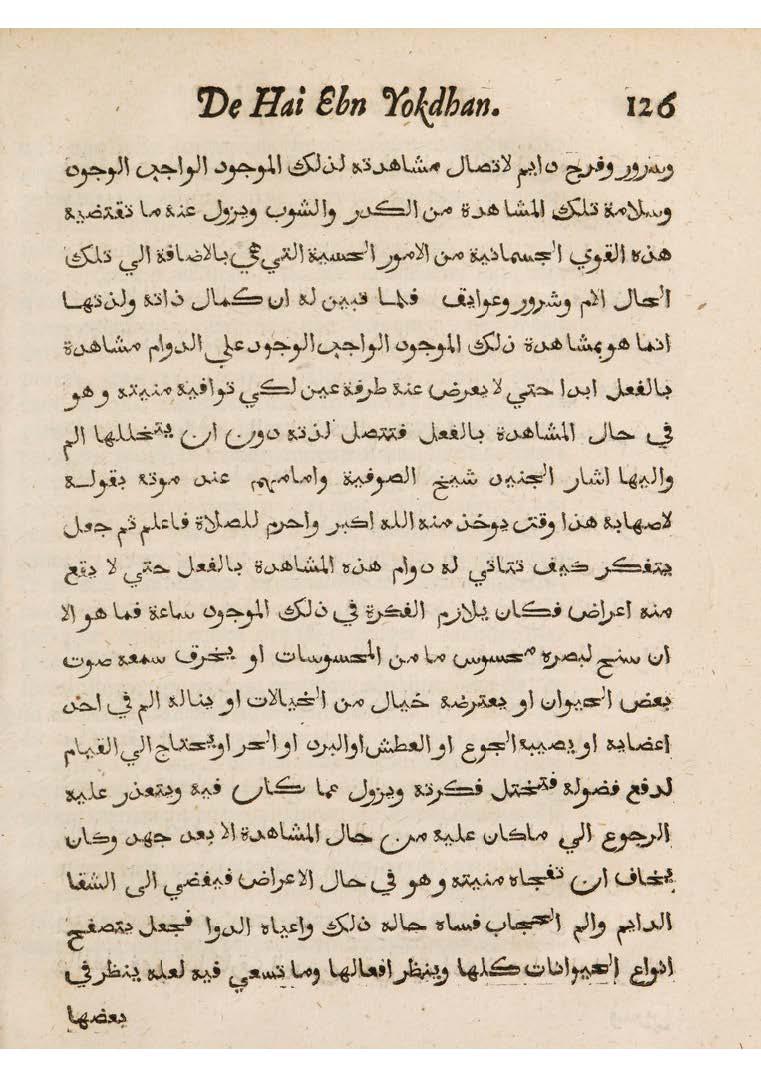 De Hai Ebn Yokdhan. 126
وسرور وفرح دايم لاتصال مشاهدته لذلك الموجود الواجب الوجود
وسلامة تلك المشاهدة من الكدر والشوب ويزول عنه ما تقتضيه
هذه القوي الجسمانية من الامور الحسية التي هي بالاضافة الي تلك
الحال الام وشرور وعوايق فلما تبين له ان كمال ذاته ولذتها
انما هو بمشاهدة ذلك الموجود الواجب الوجود علي الدوام مشاهدة
بالفعل ابدا حتي لا يعرض عنه طرفة عين لكي توافيه منيته وهو
في حال المشاهدة بالفعل فتتصل لذته دون ان يتخللها الم
واليها اشار الجنيد شيخ الصوفية وامامهم عند موته بقوله
لاصهابه هذا وقت يوخذ منه الله اكبر واحرم للصلاة فاعلم ثم جعل
يتفكر كيف تتاتي له دوام هذه المشاهدة بالفعل حتي لا يقع
منه اعراض فكان يلازم الفكرة في ذلك الموجود ساعة فما هو الا
ان سنح لبصره محسوس ما من المحسوسات او يخرق سمعه صوت
بعض الحيوان او يعترضه خيال من الخيالات او يناله الم في احد
اعضايه او يصيبه الجوع او العطش او البرد او الحر او يحتاج الي القيام
لدفع فضوله فتختل فكرته ويزول عما كان فيه ويتعذر عليه
الرجوع الي ما كان عليه من حال المشاهدة الا بعد جهد وكان
يخاف ان تفجاه منيته وهو في حال الاعراض فيفضي الى الشقا
الدايم والم الحجاب فساه حاله ذلك واعياه الدوا فجعل يتصفح
انواع الحيوانات كلها وينظر افعالها وما تسعي فيه لعله ينظر في
بعضها